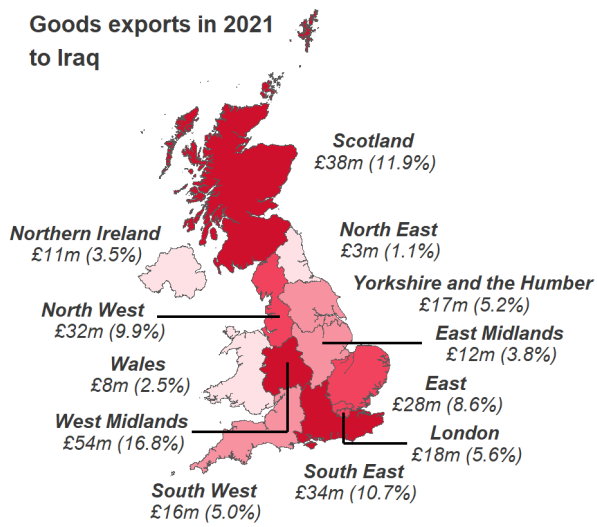 Goods exports in 2021
to Iraq
Scotland
£38m (11.9%)
Northern Ireland
£11m (3.5%)
North East
£3m (1.1%)
Yorkshire and the Humber
£17m (5.2%)
North West
£32m (9.9%)
East Midlands
£12m (3.8%)
Wales
£8m (2.5%)
East
£28m (8.6%)
West Midlands
£54m (16.8%)
London
£18m (5.6%)
South East
£34m (10.7%)
South West
£16m (5.0%)